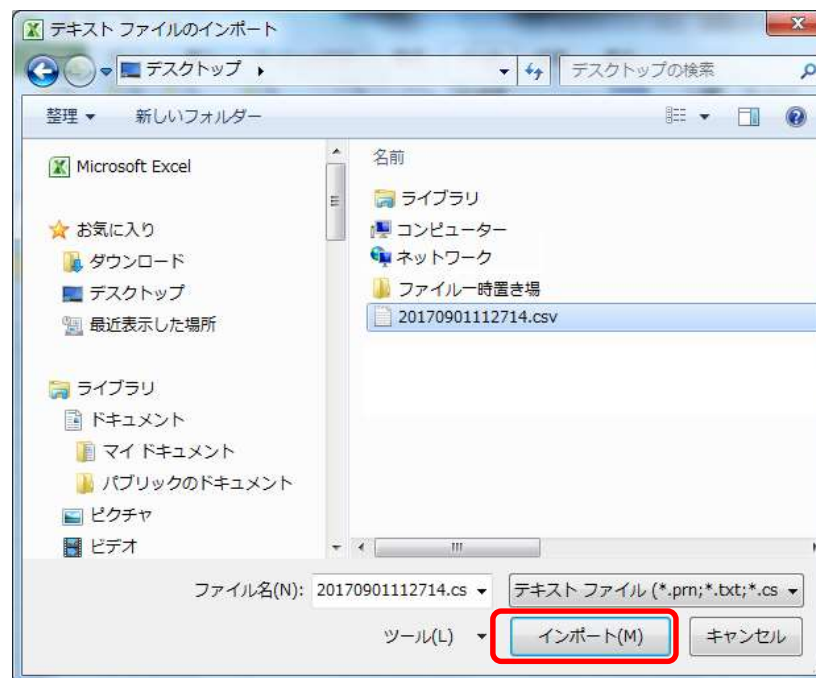 テキスト ファイルのインポート
デスクトップ
デスクトップの検索
整理
新しいフォルダー
Microsoft Excel
お気に入り
ダウンロード
デスクトップ
最近表示した場所
ライブラリ
ドキュメント
マイ ドキュメント
パブリックのドキュメント
ピクチャ
ビデオ
名前
ライブラリ
コンピューター
ネットワーク
ファイル一時置き場
20170901112714.csv
ファイル名(N): 20170901112714.cs
テキスト ファイル (*.prn;*.txt;*.cs
ツール(L)
インポート(M)
キャンセル